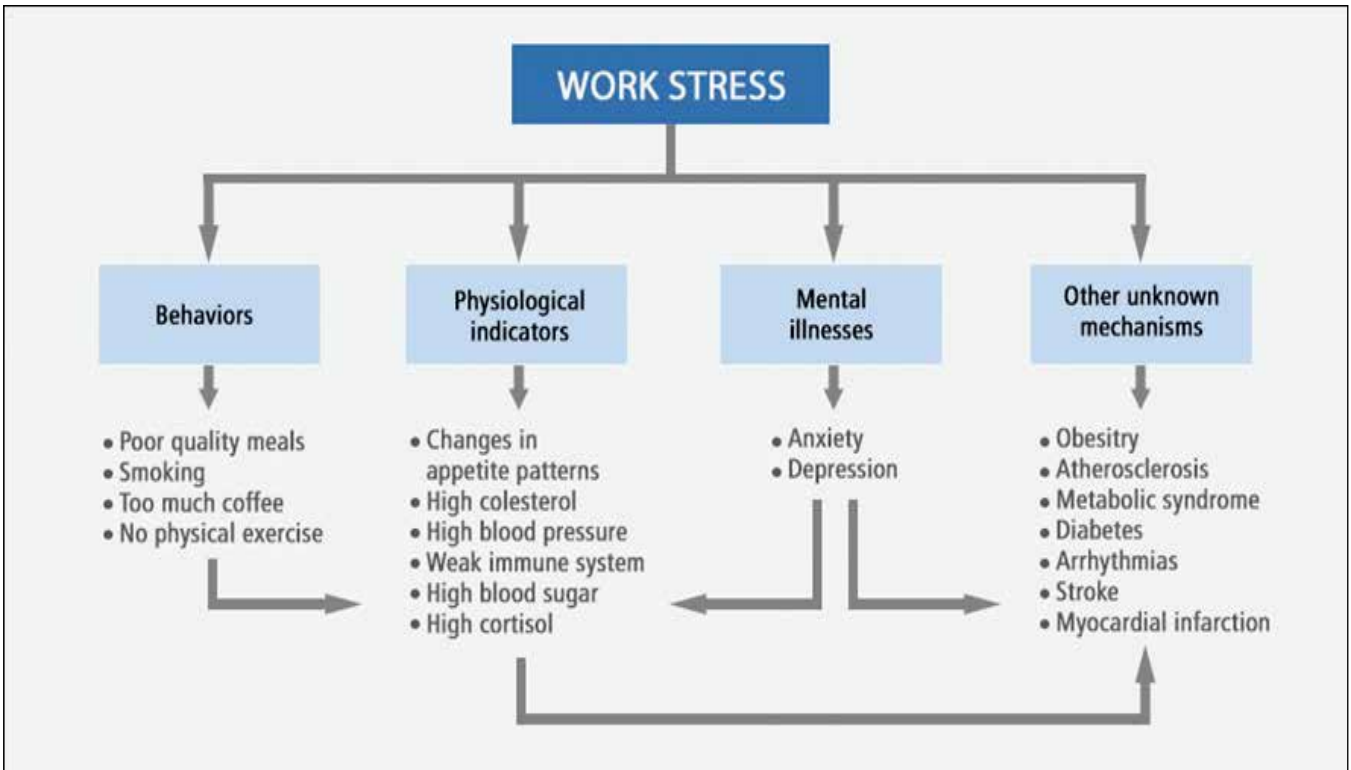 WORK STRESS
Behaviors
Physiological
indicators
Mental
illnesses
Other unknown
mechanisms
• Poor quality meals
• Smoking
• Too much coffee
• No physical exercise
• Changes in
appetite patterns
• High colesterol
• High blood pressure
• Weak immune system
• High blood sugar
• High cortisol
• Anxiety
• Depression
• Obesitry
• Atherosclerosis
• Metabolic syndrome
• Diabetes
• Arrhythmias
• Stroke
• Myocardial infarction